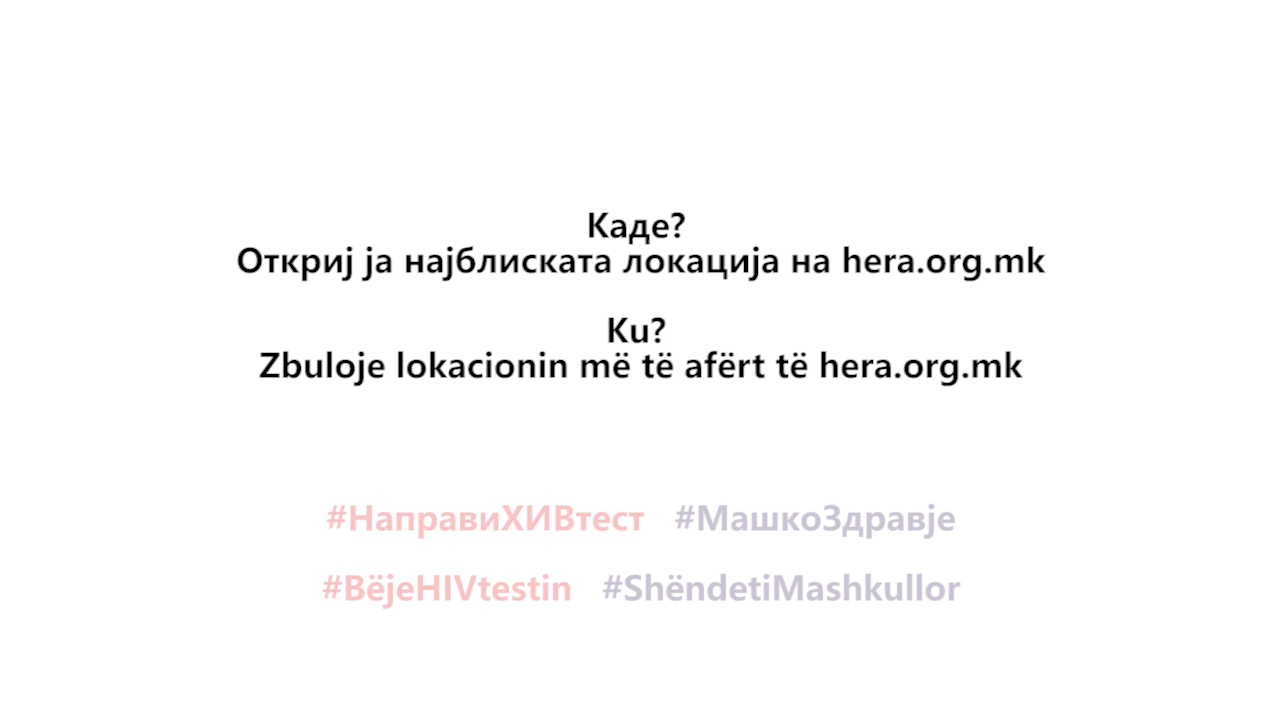 Каде?
Откриј ја најблиската локација на hera.org.mk
Ku?
Zbuloje lokacionin më të afërt të hera.org.mk
#НаправиХИВтест #МашкоЗдравје
#BëjeHIVtestin #ShëndetiMashkullor